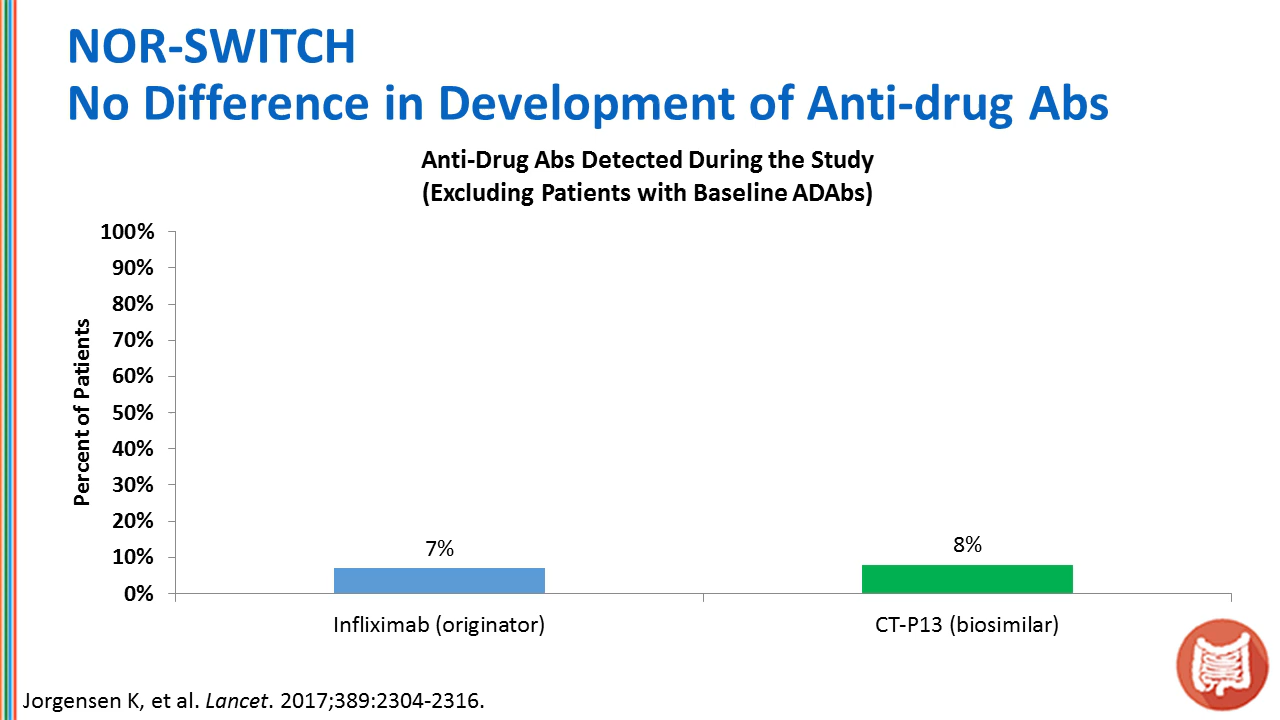 NOR-SWITCH
No Difference in Development of Anti-drug Abs
Anti-Drug Abs Detected During the Study
(Excluding Patients with Baseline ADAbs)
Percent of Patients
100%
90%
80%
70%
60%
50%
40%
30%
20%
10%
0%
7%
8%
Infliximab (originator)
CT-P13 (biosimilar)
Jorgensen K, et al. Lancet. 2017;389:2304-2316.